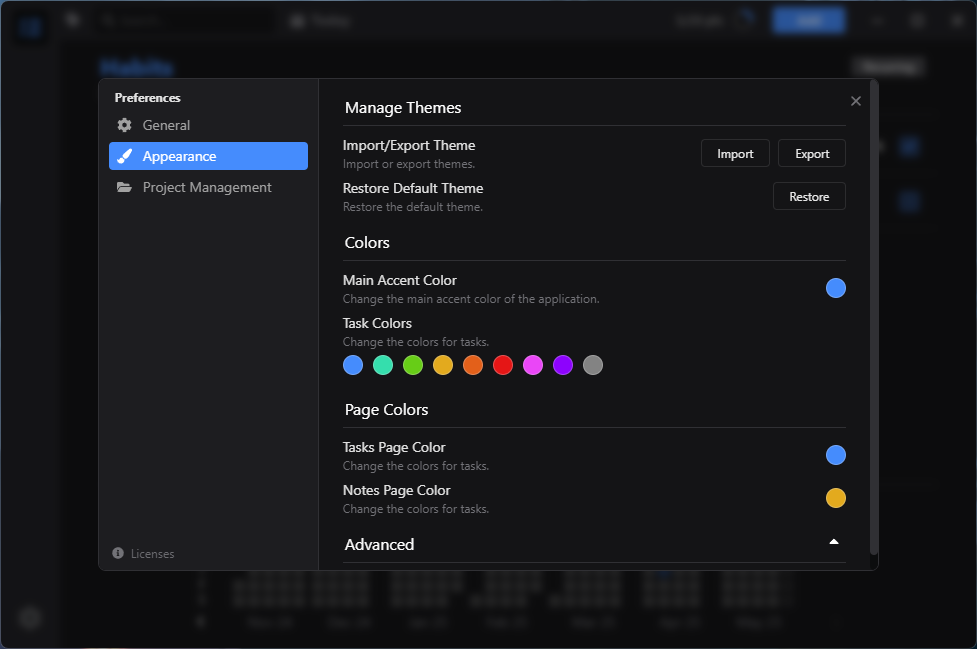 Habits
Preferences
General
Appearance
Project Management
Licenses
Manage Themes
Import/Export Theme
Import or export themes.
Import
Export
Restore Default Theme
Restore the default theme.
Restore
Colors
Main Accent Color
Change the main accent color of the application.
Task Colors
Change the colors for tasks.
Page Colors
Tasks Page Color
Change the colors for tasks.
Notes Page Color
Change the colors for tasks.
Advanced